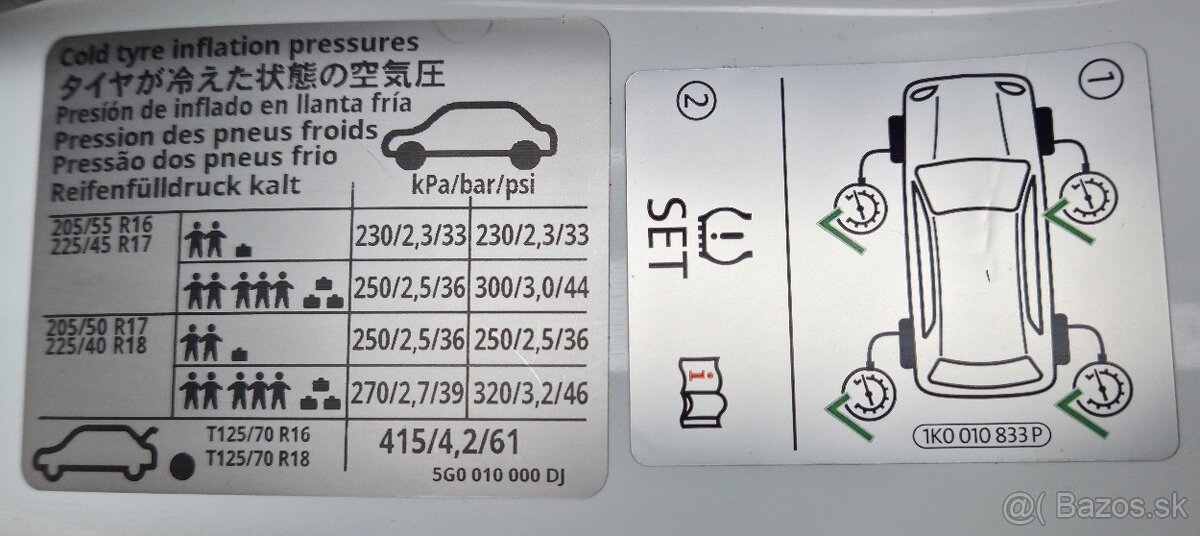 Cold tyre inflation pressures
タイヤが冷えた状態の空気圧
Presíón de inflado en llanta fría
Pression des pneus froids
Pressão dos pneus frio
Reifenfülldruck kalt
kPa/bar/psi
205/55 R16
225/45 R17
230/2,3/33 230/2,3/33
250/2,5/36 300/3,0/44
205/50 R17
225/40 R18
250/2,5/36 250/2,5/36
270/2,7/39 320/3,2/46
T125/70 R16
T125/70 R18
415/4,2/61
5G0 010 000 DJ
1
2
SET
i
1K0 010 833 P
@( Bazos.sk